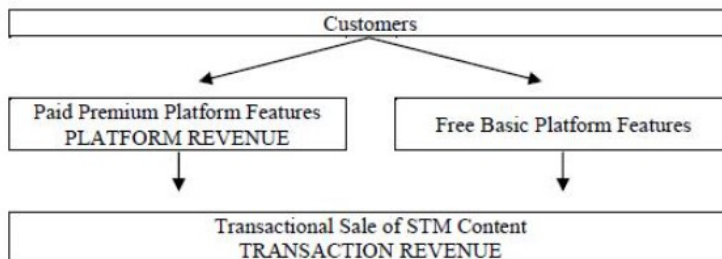 Customers
Paid Premium Platform Features
PLATFORM REVENUE
Free Basic Platform Features
Transactional Sale of STM Content
TRANSACTION REVENUE